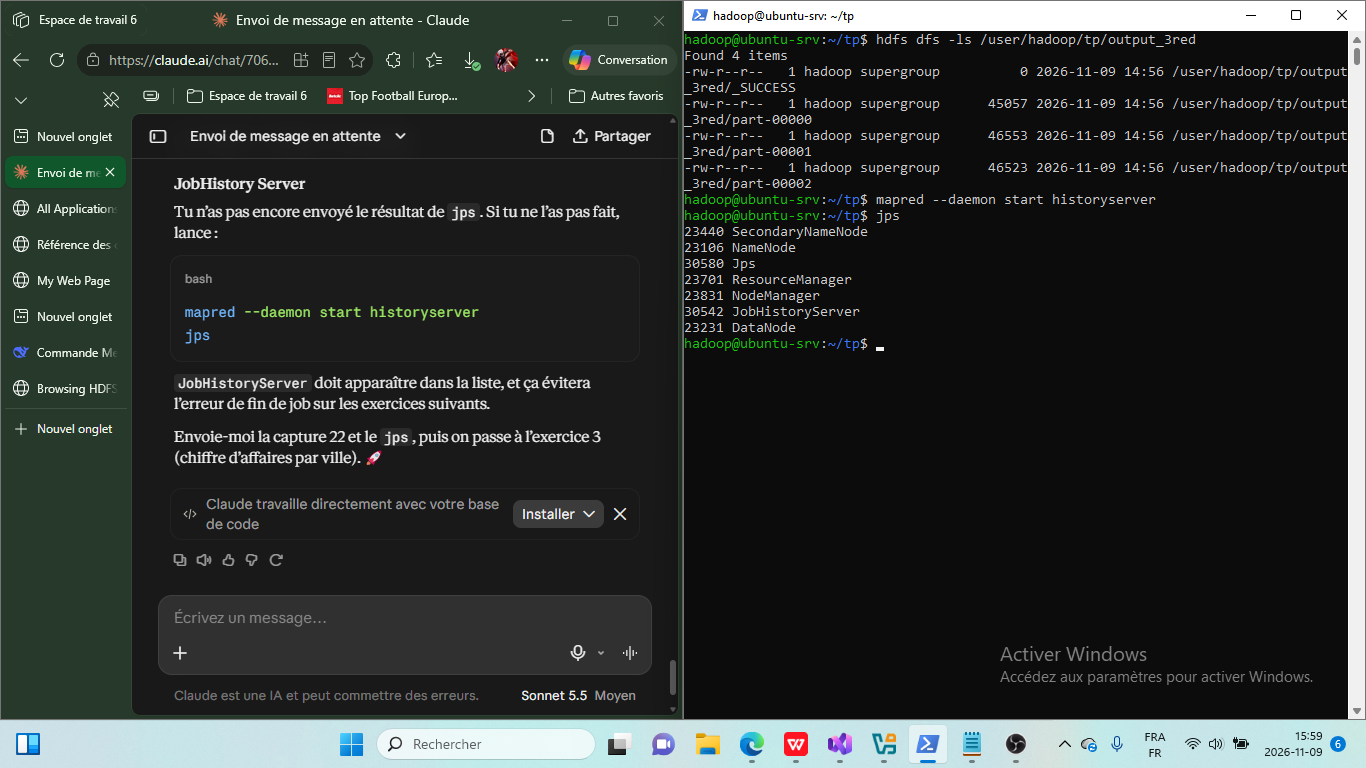 Espace de travail 6
Envoi de message en attente - Claude
https://claude.ai/chat/706...
Conversation
Espace de travail 6
Top Football Europ...
Autres favoris
Nouvel onglet
Envoi de me
All Applications
Référence des
My Web Page
Nouvel onglet
Commande Me
Browsing HDFS
Nouvel onglet
Envoi de message en attente
Partager
JobHistory Server
Tu n'as pas encore envoyé le résultat de jps. Si tu ne l'as pas fait,
lance :
bash
mapred --daemon start historyserver
jps
JobHistoryServer doit apparaître dans la liste, et ça évitera
l'erreur de fin de job sur les exercices suivants.
Envoie-moi la capture 22 et le jps, puis on passe à l'exercice 3
(chiffre d'affaires par ville). 🚀
Claude travaille directement avec votre base
de code
Installer
Écrivez un message…
Claude est une IA et peut commettre des erreurs.
Sonnet 5.5 Moyen
hadoop@ubuntu-srv: ~/tp
hadoop@ubuntu-srv:~/tp$ hdfs dfs -ls /user/hadoop/tp/output_3red
Found 4 items
-rw-r--r-- 1 hadoop supergroup 0 2026-11-09 14:56 /user/hadoop/tp/output
_3red/_SUCCESS
-rw-r--r-- 1 hadoop supergroup 45057 2026-11-09 14:56 /user/hadoop/tp/output
_3red/part-00000
-rw-r--r-- 1 hadoop supergroup 46553 2026-11-09 14:56 /user/hadoop/tp/output
_3red/part-00001
-rw-r--r-- 1 hadoop supergroup 46523 2026-11-09 14:56 /user/hadoop/tp/output
_3red/part-00002
hadoop@ubuntu-srv:~/tp$ mapred --daemon start historyserver
hadoop@ubuntu-srv:~/tp$ jps
23440 SecondaryNameNode
23106 NameNode
30580 Jps
23701 ResourceManager
23831 NodeManager
30542 JobHistoryServer
23231 DataNode
hadoop@ubuntu-srv:~/tp$
Activer Windows
Accédez aux paramètres pour activer Windows.
Rechercher
FRA
FR
15:59
2026-11-09
6